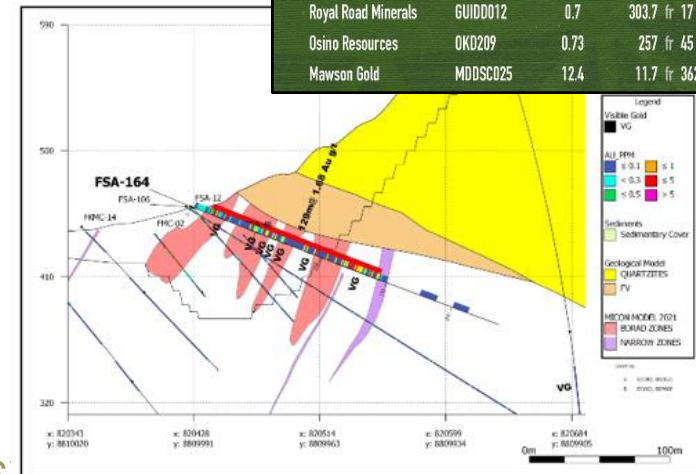 Royal Road Minerals GUIDD012 0.7 303.7 fr 17
Osino Resources OKD209 0.73 257 fr 45
Mawson Gold MDDSC025 12.4 11.7 fr 362
590
500
410
320
FSA-164
FSA-106
FSA-12
FKMC-14
FMC-02
120m@ 1.68 Au g/t
VG
VG
VG
VG
VG
VG
VG
VG
Legend
Visible Gold
VG
AU_PPM
≤ 0.1 ≤ 1
< 0.3 ≤ 5
≤ 0.5 > 5
Sediments
Sedimentary Cover
Geological Model
QUARTZITES
FV
MICON MODEL 2021
BORAD ZONES
NARROW ZONES
x: 820341 x: 820428 x: 820514 x: 820599 x: 820684
y: 8810020 y: 8809991 y: 8809963 y: 8809934 y: 8809905
0m 100m